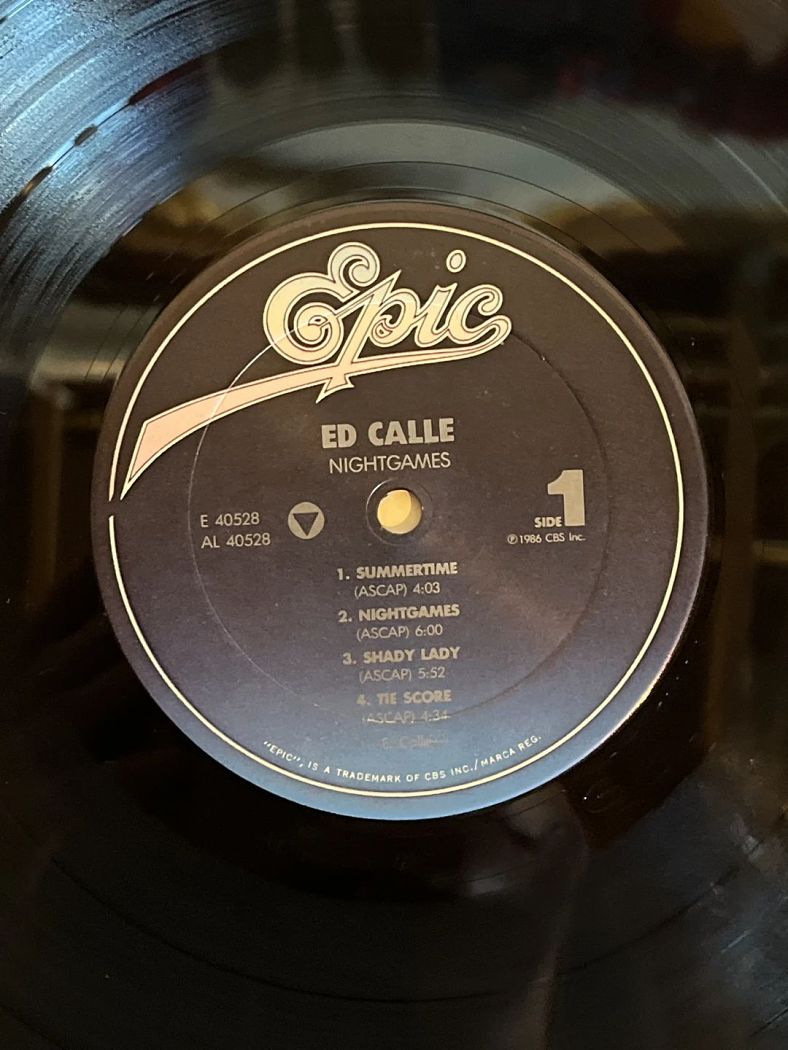 Epic
ED CALLE
NIGHTGAMES
E 40528
AL 40528
SIDE 1
℗1986 CBS Inc.
1. SUMMERTIME
(ASCAP) 4:03
2. NIGHTGAMES
(ASCAP) 6:00
3. SHADY LADY
(ASCAP) 5:52
4. TIE SCORE
(ASCAP) 4:34
Calle
"EPIC", IS A TRADEMARK OF CBS INC./MARCA REG.